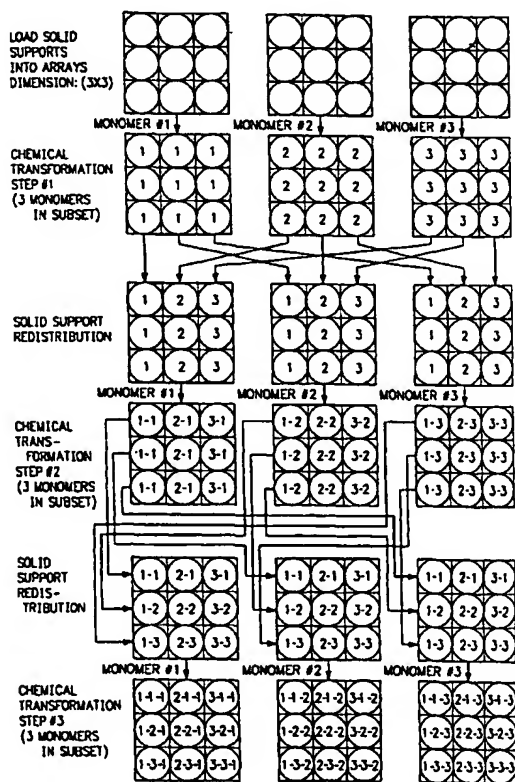 LOAD SOLID
SUPPORTS
INTO ARRAYS
DIMENSION: (3X3)
MONOMER #1 MONOMER #2 MONOMER #3
CHEMICAL
TRANSFORMATION
STEP #1
(3 MONOMERS
IN SUBSET)
1 1 1 2 2 2 3 3 3
1 1 1 2 2 2 3 3 3
1 1 1 2 2 2 3 3 3
SOLID SUPPORT
REDISTRIBUTION
1 2 3 1 2 3 1 2 3
1 2 3 1 2 3 1 2 3
1 2 3 1 2 3 1 2 3
MONOMER #1 MONOMER #2 MONOMER #3
CHEMICAL
TRANS-
FORMATION
STEP #2
(3 MONOMERS
IN SUBSET)
1-1 2-1 3-1 1-2 2-2 3-2 1-3 2-3 3-3
1-1 2-1 3-1 1-2 2-2 3-2 1-3 2-3 3-3
1-1 2-1 3-1 1-2 2-2 3-2 1-3 2-3 3-3
SOLID
SUPPORT
REDIS-
TRIBUTION
1-1 2-1 3-1 1-1 2-1 3-1 1-1 2-1 3-1
1-2 2-2 3-2 1-2 2-2 3-2 1-2 2-2 3-2
1-3 2-3 3-3 1-3 2-3 3-3 1-3 2-3 3-3
MONOMER #1 MONOMER #2 MONOMER #3
CHEMICAL
TRANSFORMATION
STEP #3
(3 MONOMERS
IN SUBSET)
1-1-1 2-1-1 3-1-1 1-1-2 2-1-2 3-1-2 1-1-3 2-1-3 3-1-3
1-2-1 2-2-1 3-2-1 1-2-2 2-2-2 3-2-2 1-2-3 2-2-3 3-2-3
1-3-1 2-3-1 3-3-1 1-3-2 2-3-2 3-3-2 1-3-3 2-3-3 3-3-3